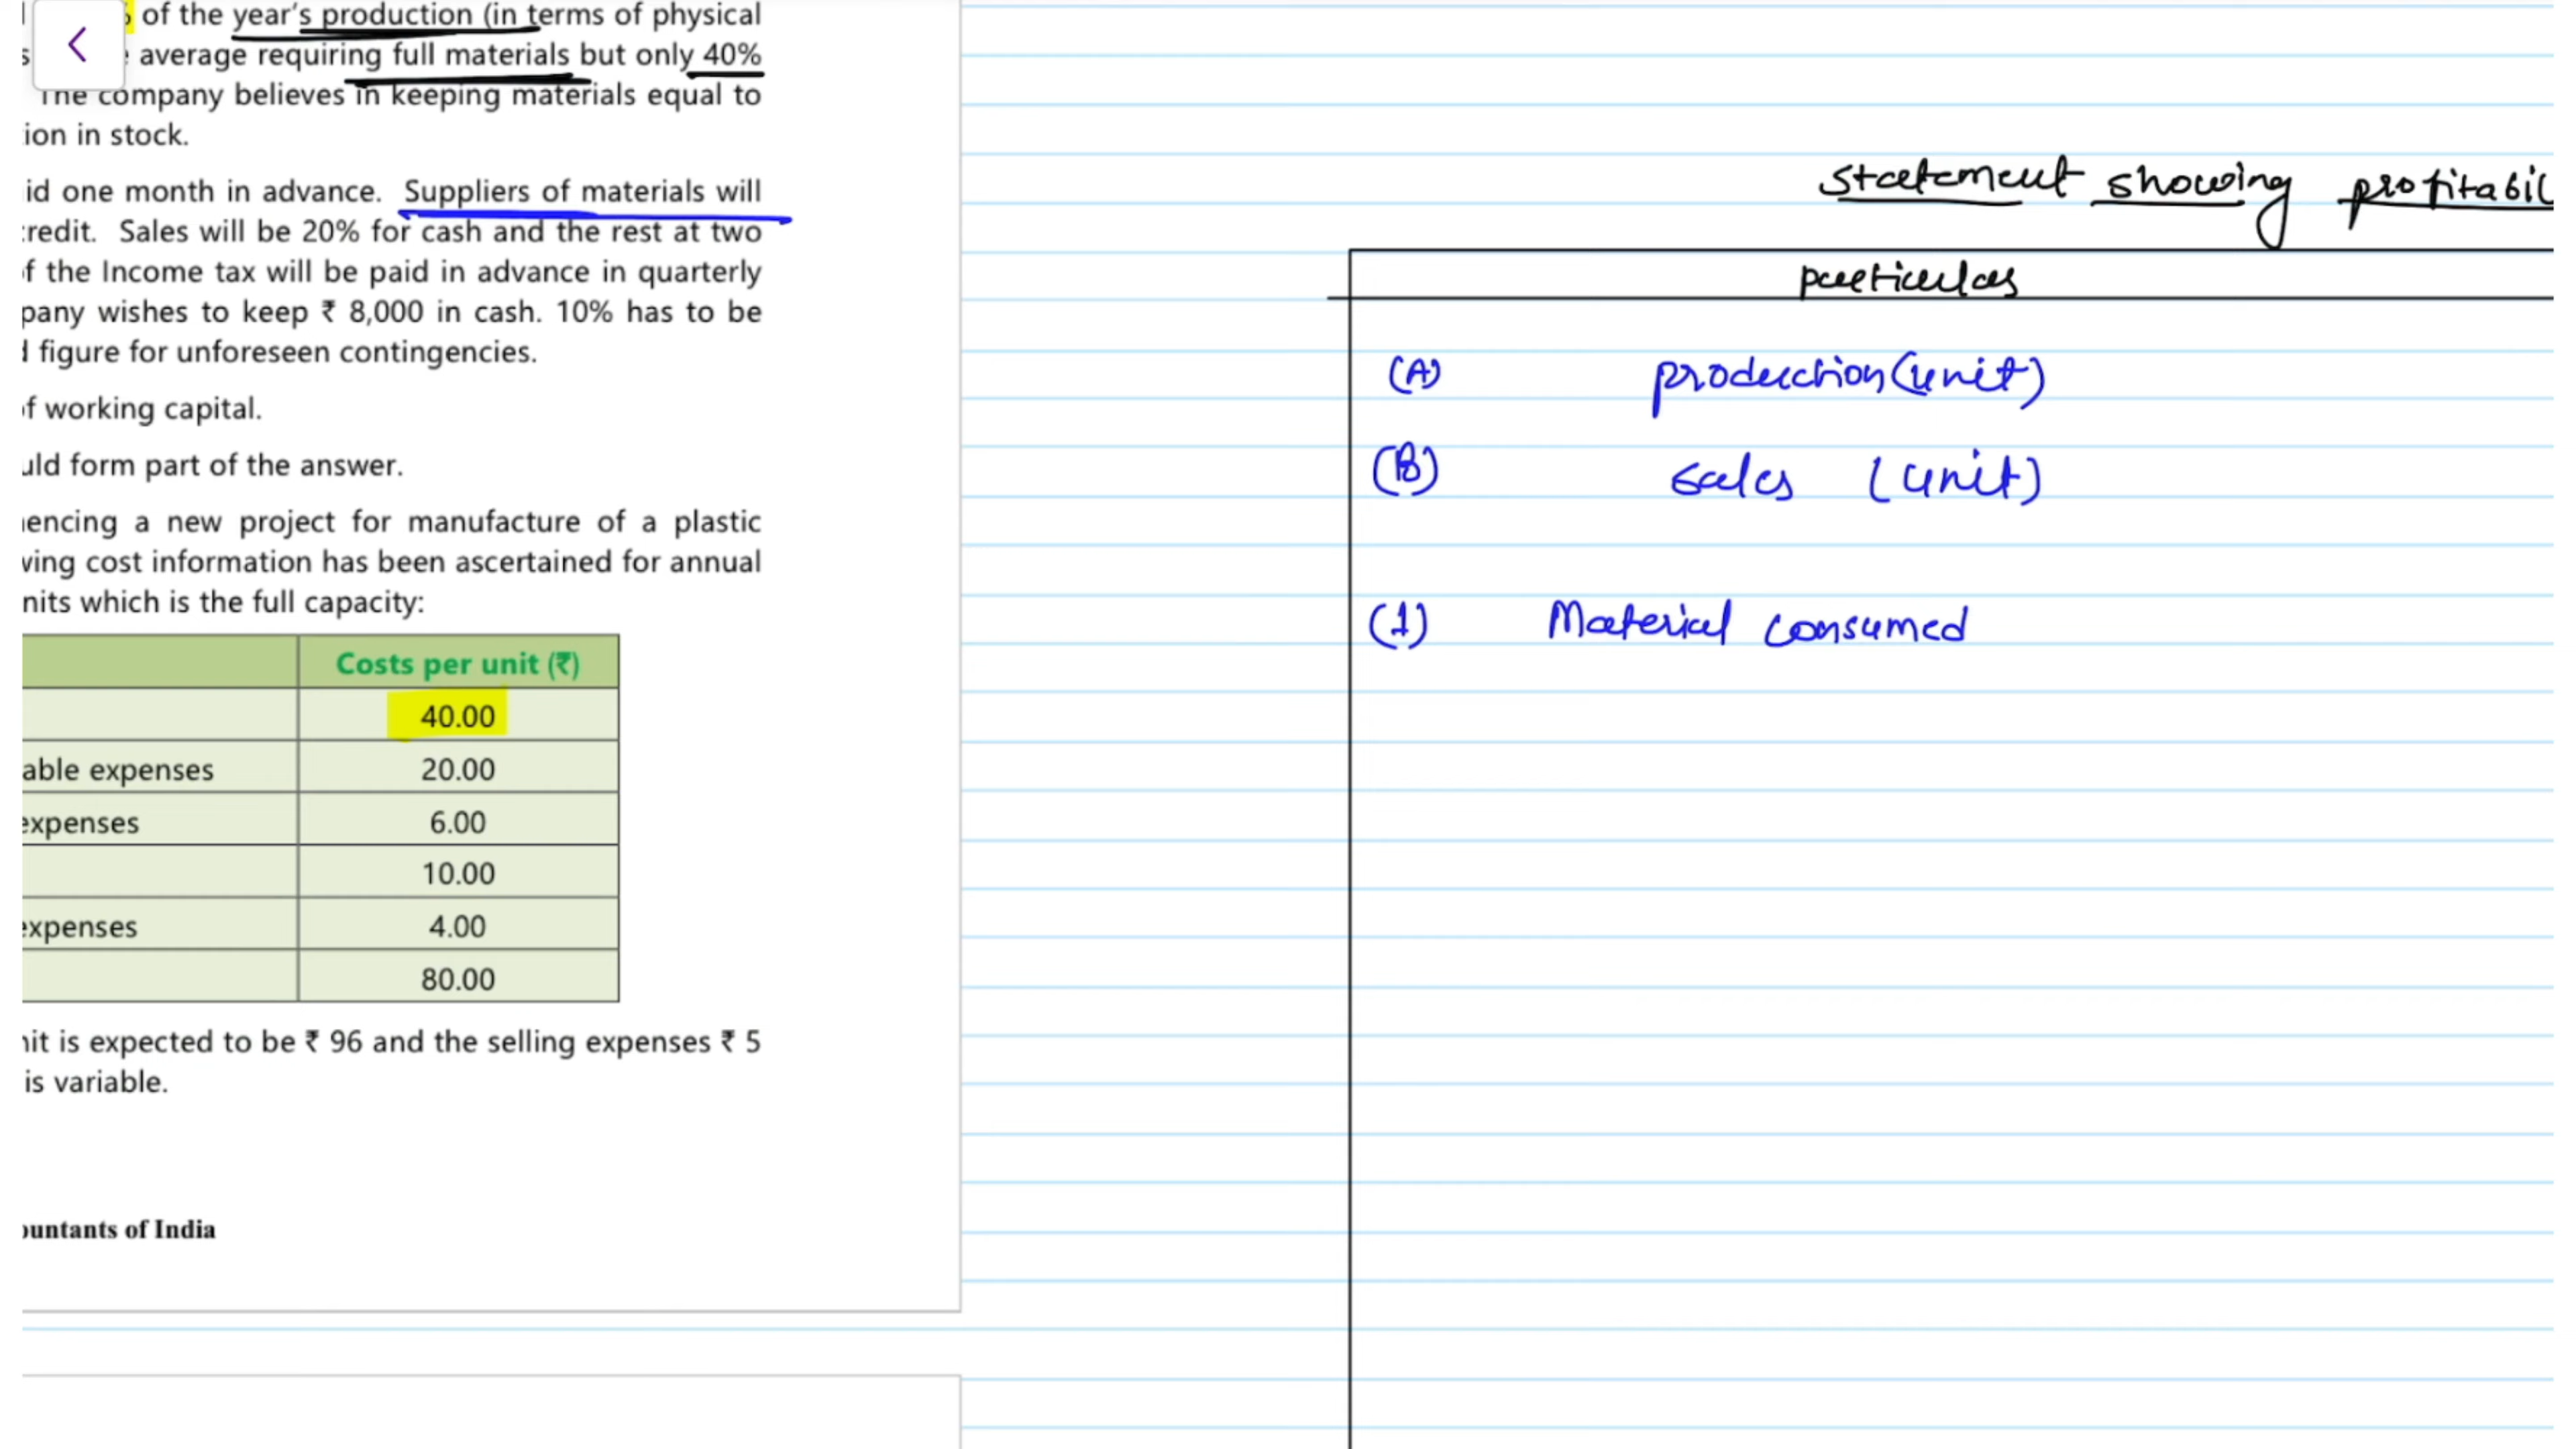 of the year's production (in terms of physical
average requiring full materials but only 40%
The company believes in keeping materials equal to
ion in stock.
id one month in advance. Suppliers of materials will
redit. Sales will be 20% for cash and the rest at two
f the Income tax will be paid in advance in quarterly
pany wishes to keep ₹ 8,000 in cash. 10% has to be
figure for unforeseen contingencies.
f working capital.
uld form part of the answer.
encing a new project for manufacture of a plastic
ing cost information has been ascertained for annual
nits which is the full capacity:
Costs per unit (₹)
40.00
able expenses 20.00
expenses 6.00
10.00
expenses 4.00
80.00
nit is expected to be ₹ 96 and the selling expenses ₹ 5
is variable.
ountants of India
statement showing profitabil
particulars
(A) production (unit)
(B) sales (unit)
(1) Material consumed